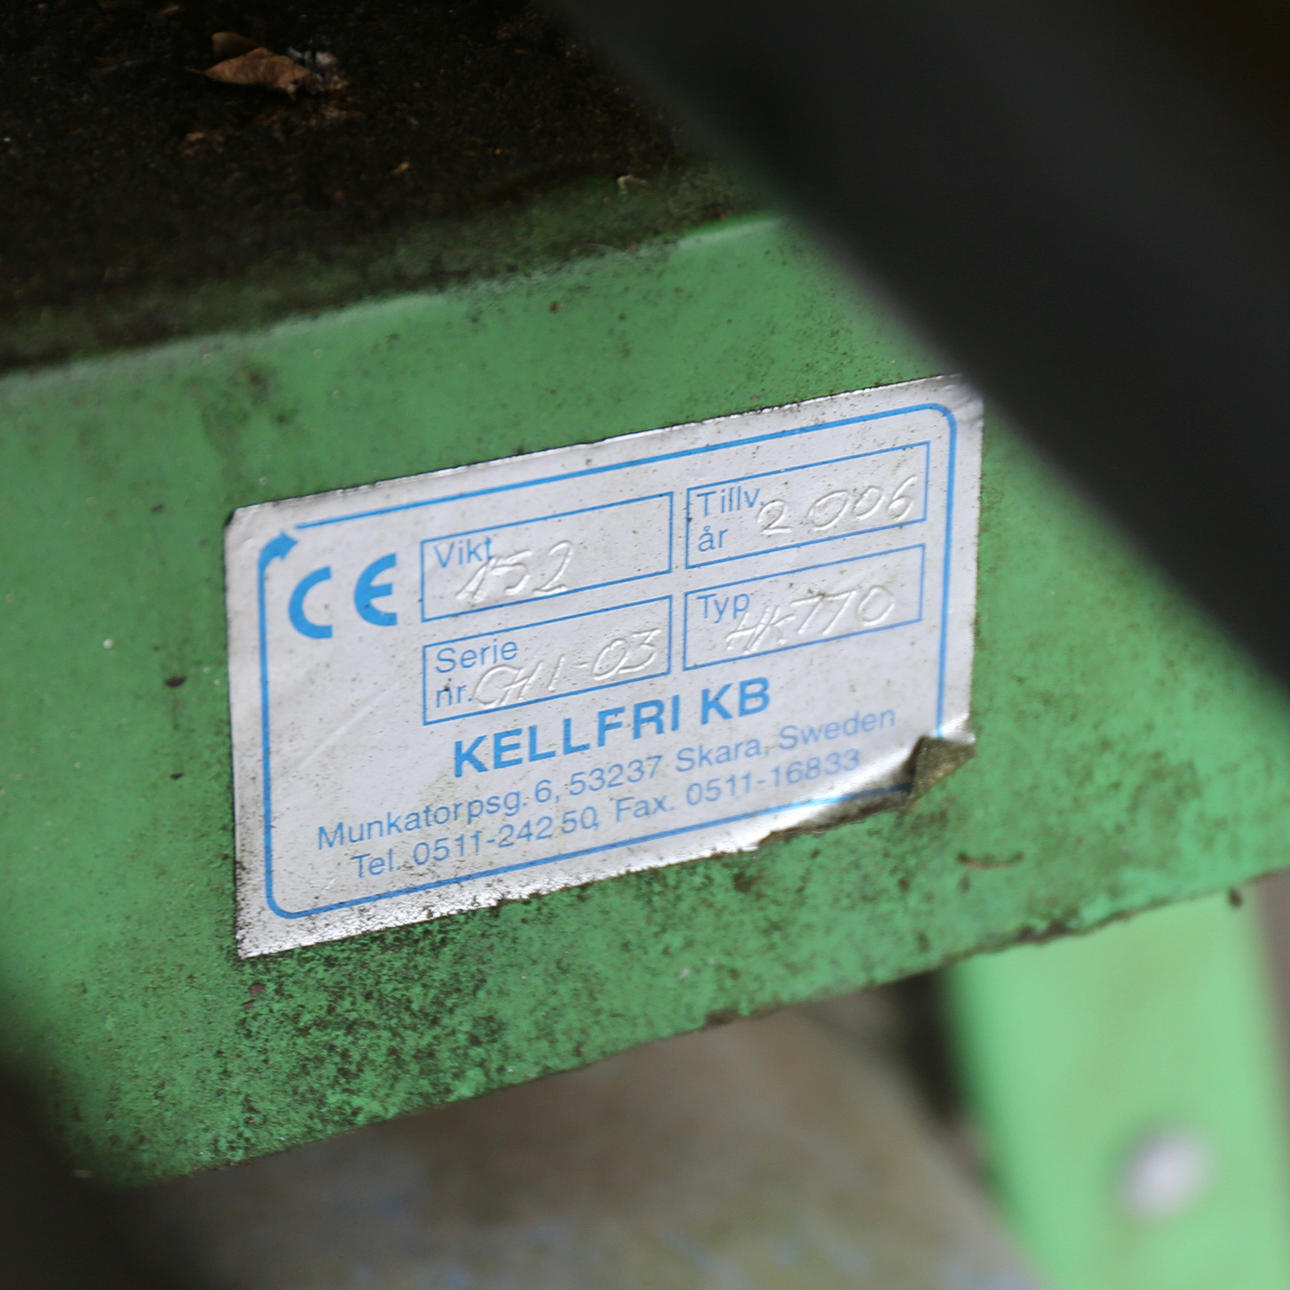 CE
Vikt 152
Tillv. år 2006
Serie nr. CH1-03
Typ HK770
KELLFRI KB
Munkatorpsg. 6, 53237 Skara, Sweden
Tel. 0511-242 50, Fax. 0511-16833